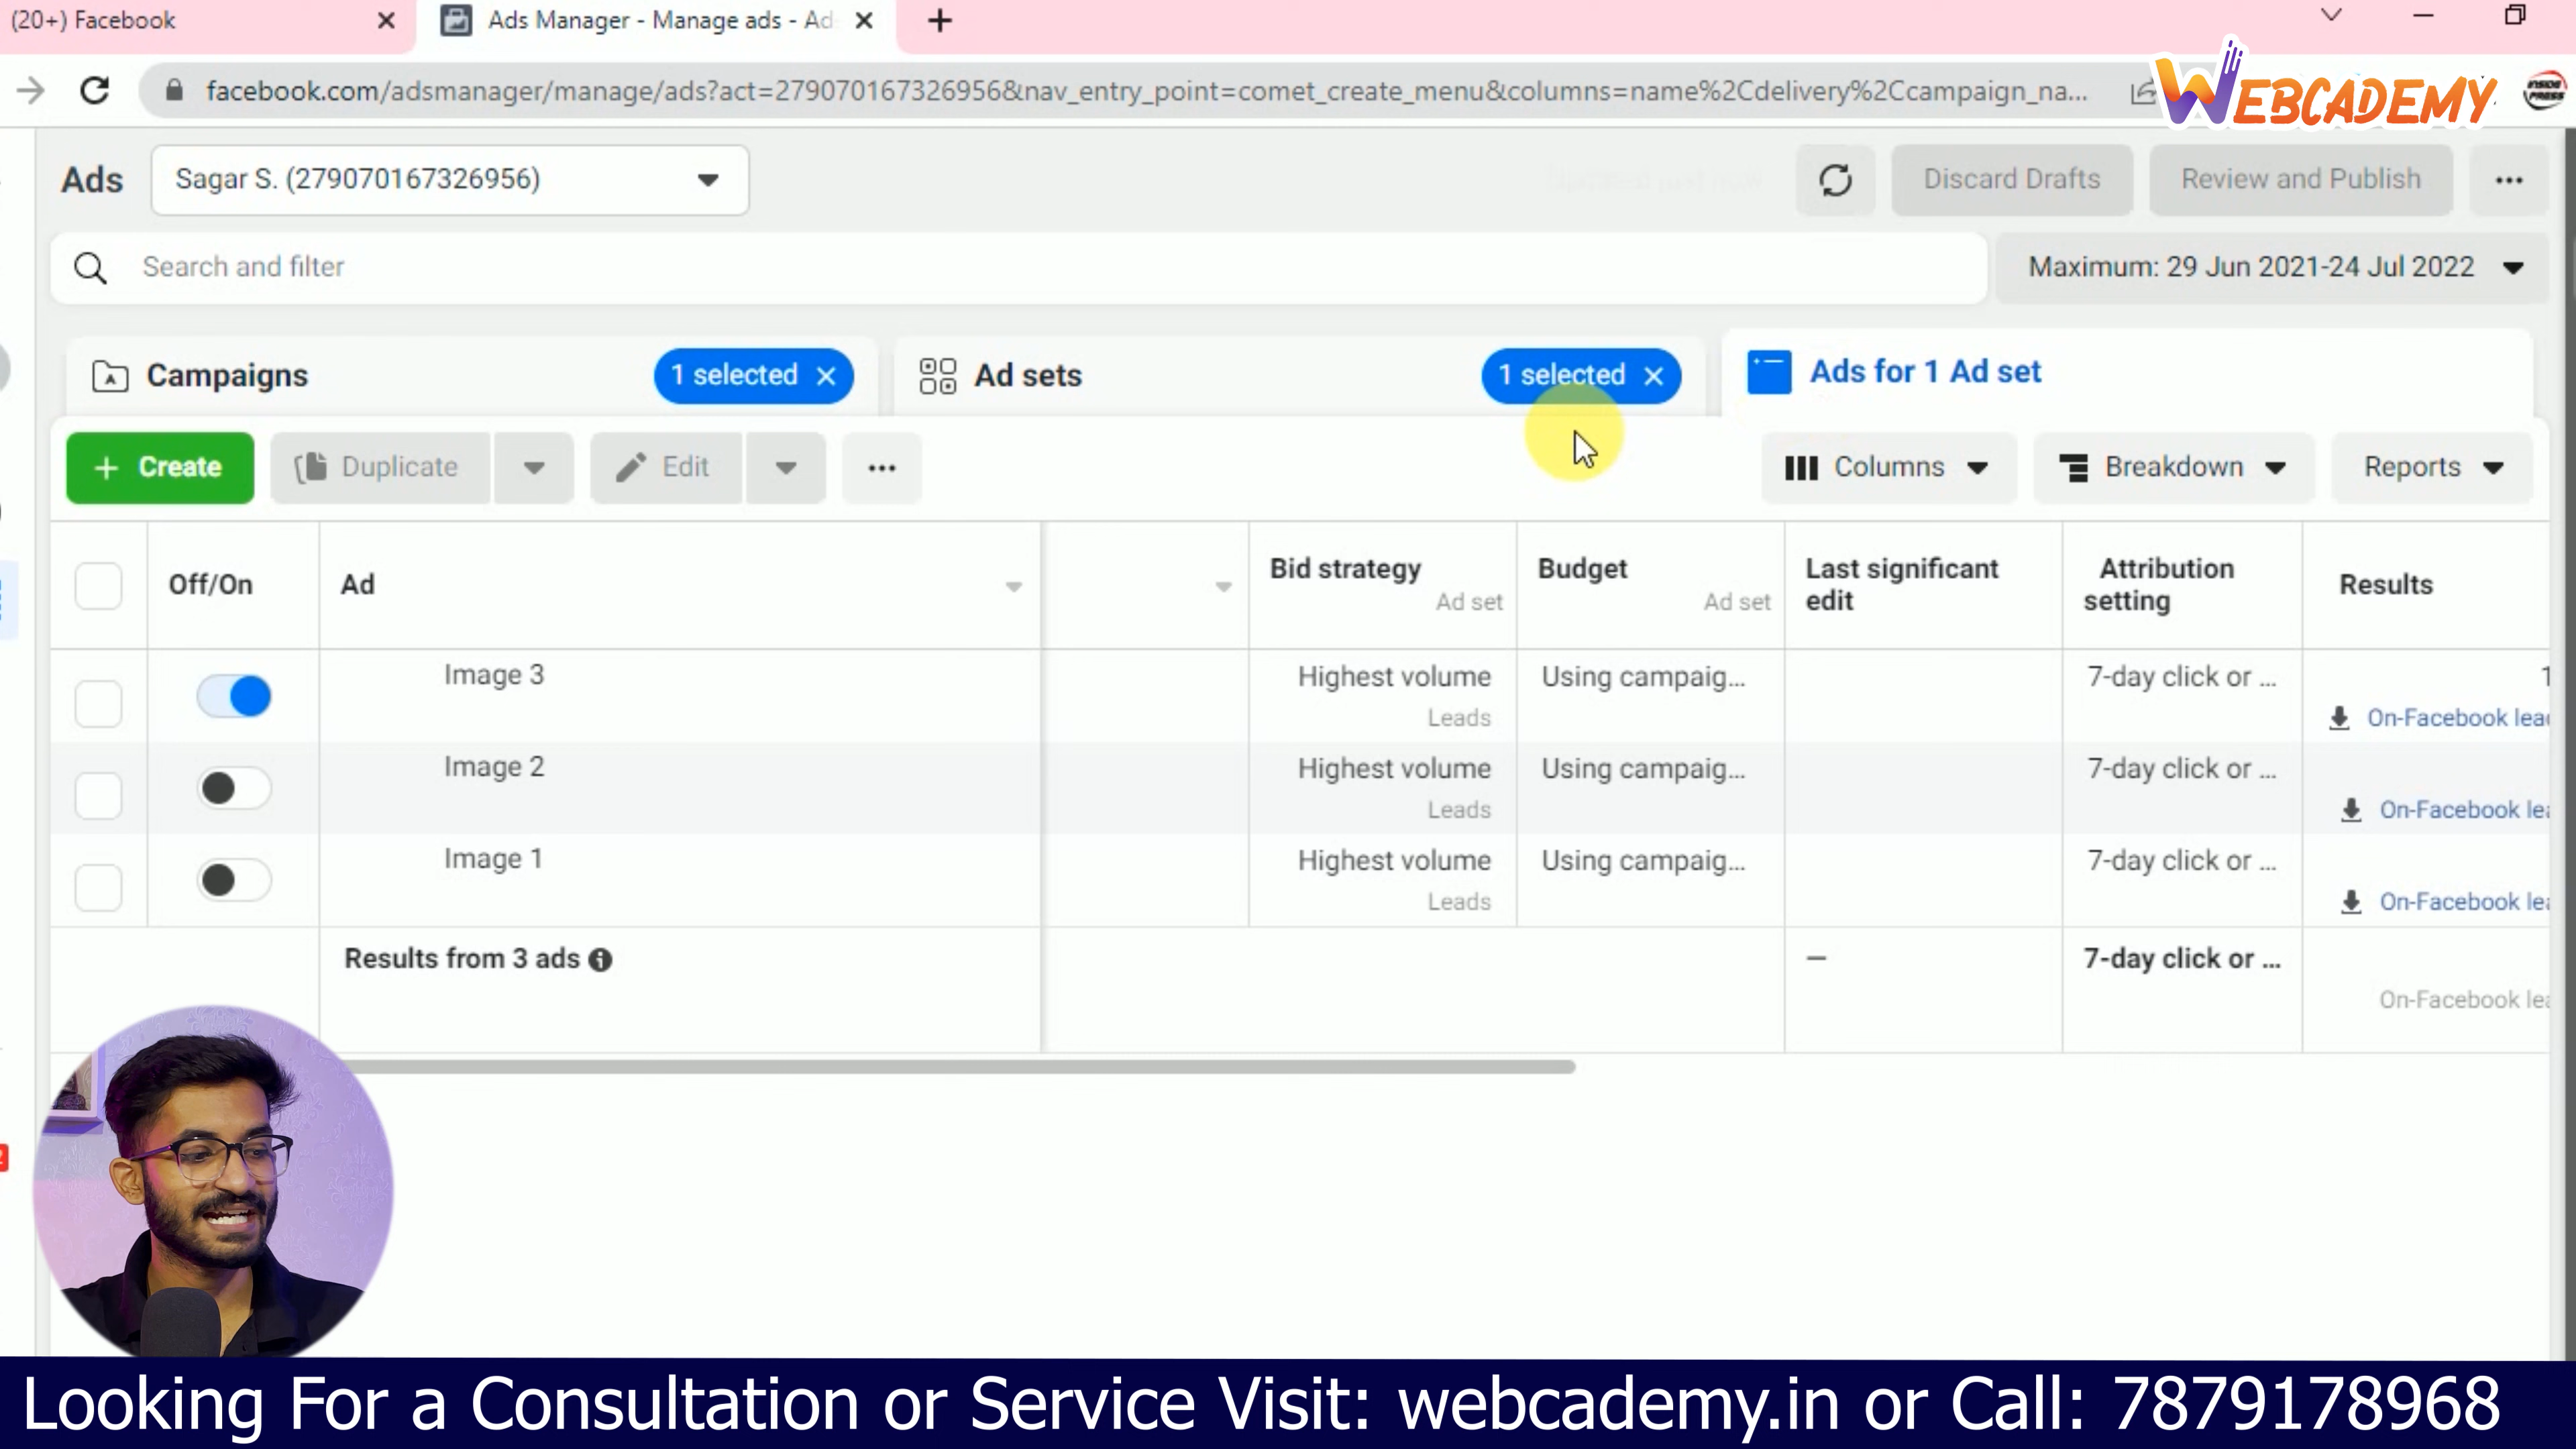 (20+) Facebook
Ads Manager - Manage ads - Ad
facebook.com/adsmanager/manage/ads?act=279070167326956&nav_entry_point=comet_create_menu&columns=name%2Cdelivery%2Ccampaign_na...
WEBCADEMY
INSIDE PRESS
Ads
Sagar S. (279070167326956)
Discard Drafts
Review and Publish
Search and filter
Maximum: 29 Jun 2021-24 Jul 2022
Campaigns
1 selected
Ad sets
1 selected
Ads for 1 Ad set
+ Create
Duplicate
Edit
Columns
Breakdown
Reports
Off/On
Ad
Bid strategy
Ad set
Budget
Ad set
Last significant
edit
Attribution
setting
Results
Image 3
Highest volume
Leads
Using campaig...
7-day click or ...
1
On-Facebook lea
Image 2
Highest volume
Leads
Using campaig...
7-day click or ...
On-Facebook le
Image 1
Highest volume
Leads
Using campaig...
7-day click or ...
On-Facebook le
Results from 3 ads
—
7-day click or ...
On-Facebook le
2
Looking For a Consultation or Service Visit: webcademy.in or Call: 7879178968